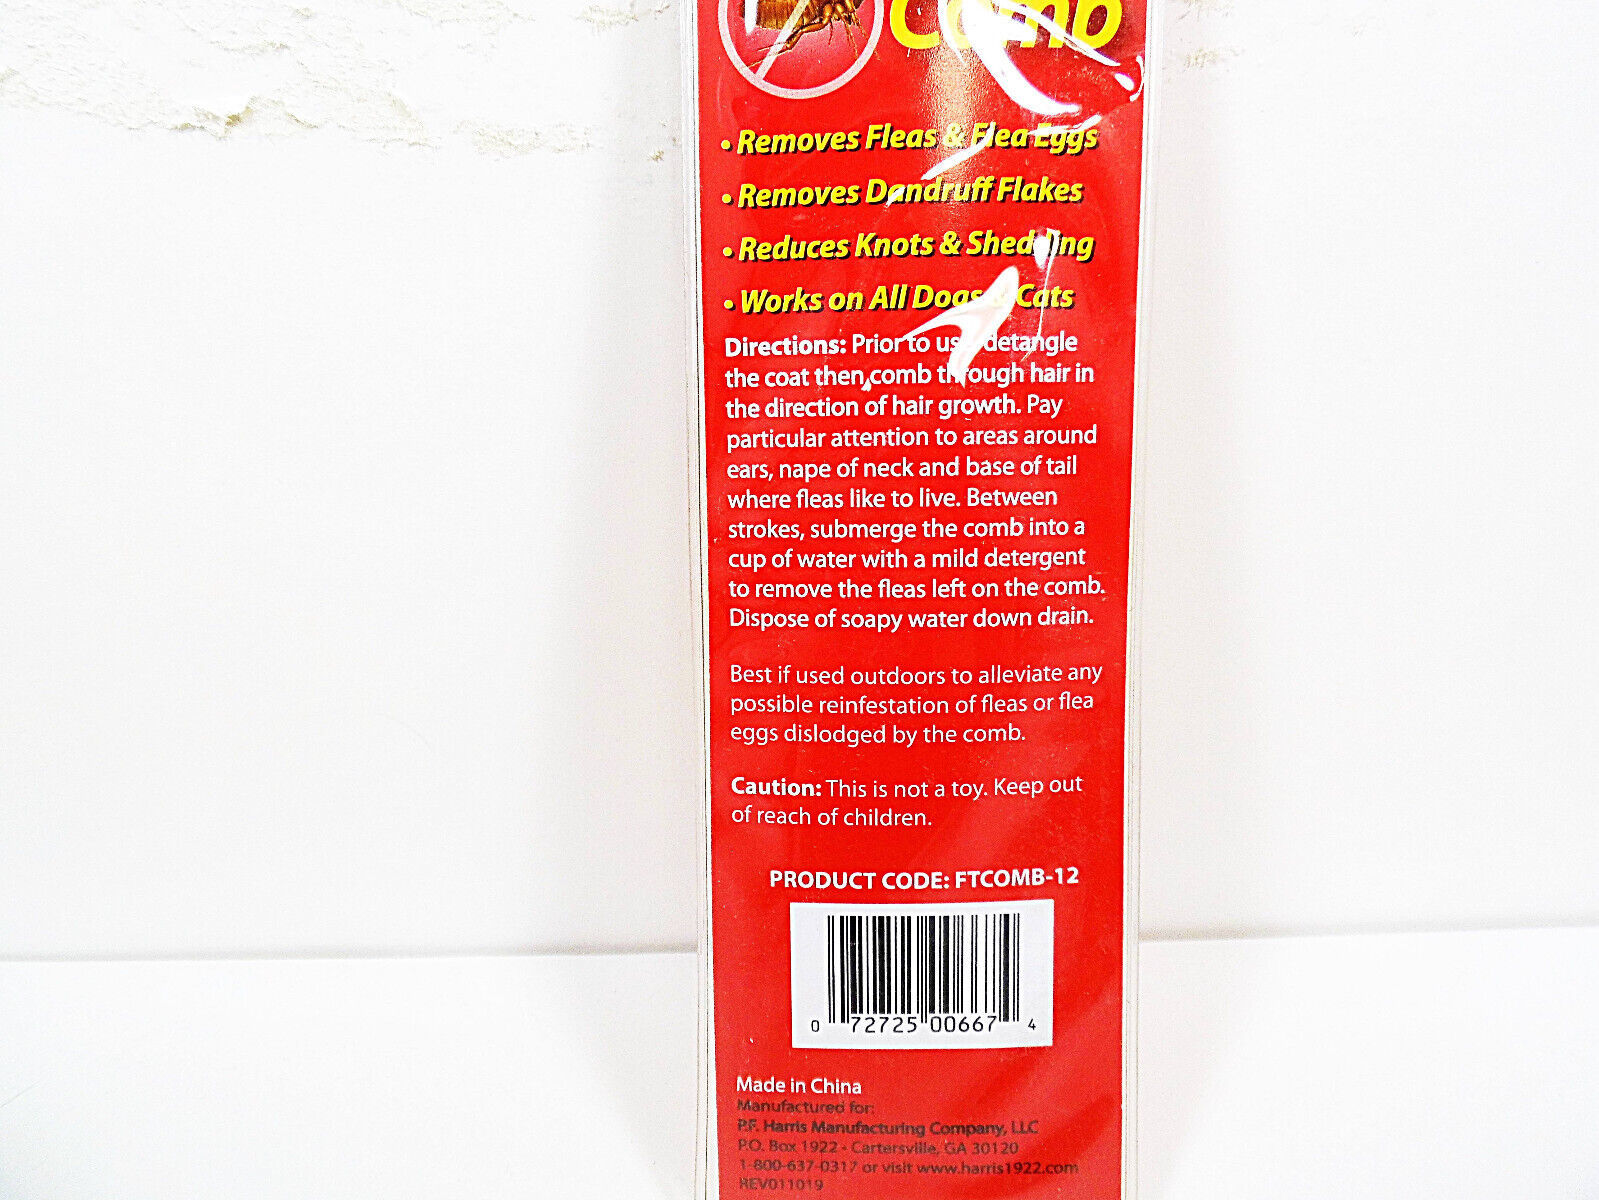 Comb
• Removes Fleas & Flea Eggs
• Removes Dandruff Flakes
• Reduces Knots & Shedding
• Works on All Dogs & Cats
Directions: Prior to use detangle
the coat then, comb through hair in
the direction of hair growth. Pay
particular attention to areas around
ears, nape of neck and base of tail
where fleas like to live. Between
strokes, submerge the comb into a
cup of water with a mild detergent
to remove the fleas left on the comb.
Dispose of soapy water down drain.
Best if used outdoors to alleviate any
possible reinfestation of fleas or flea
eggs dislodged by the comb.
Caution: This is not a toy. Keep out
of reach of children.
PRODUCT CODE: FTCOMB-12
0 72725 00667 4
Made in China
Manufactured for:
P.F. Harris Manufacturing Company, LLC
P.O. Box 1922 - Cartersville, GA 30120
1-800-637-0317 or visit www.harris1922.com
REV011019